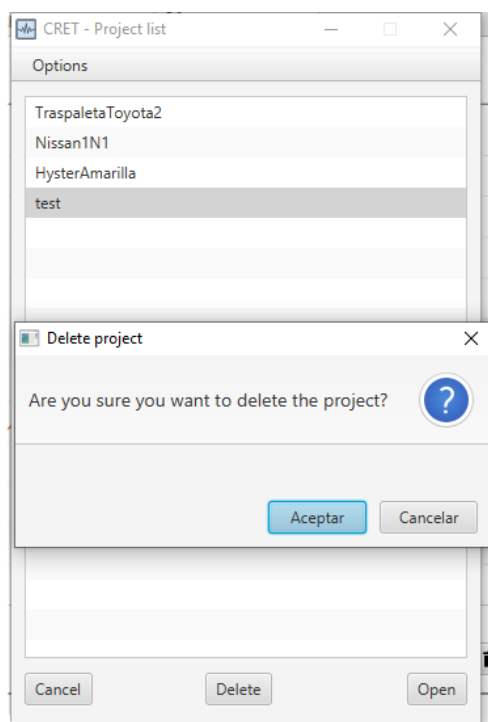 CRET - Project list
Options
TraspaletaToyota2
Nissan1N1
HysterAmarilla
test
Delete project
Are you sure you want to delete the project?
?
Aceptar
Cancelar
Cancel
Delete
Open